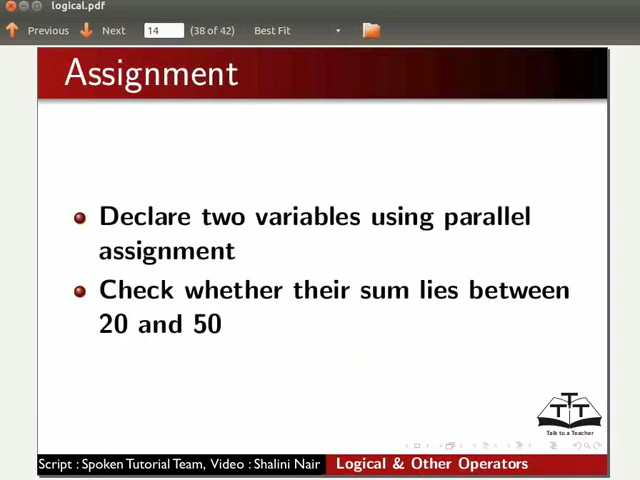 logical.pdf
Previous Next 14 (38 of 42) Best Fit
Assignment
Declare two variables using parallel
assignment
Check whether their sum lies between
20 and 50
T
T T
Talk to a Teacher
Script : Spoken Tutorial Team, Video : Shalini Nair Logical & Other Operators